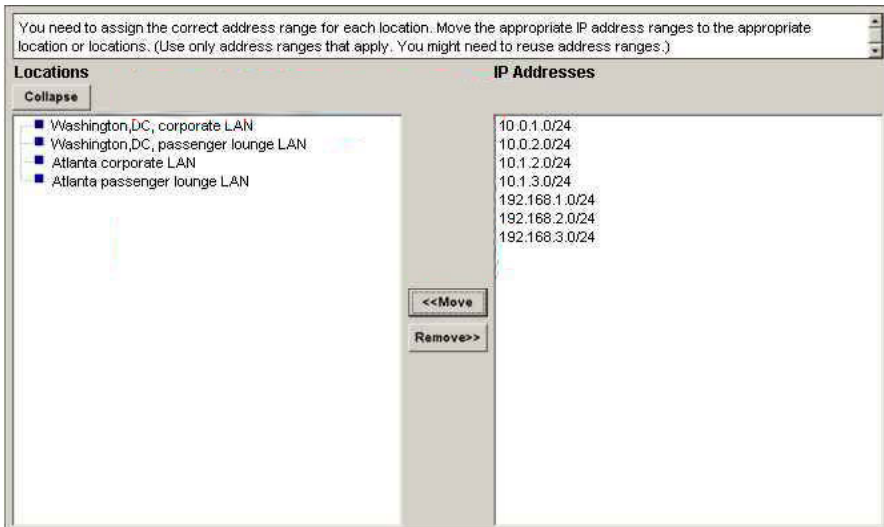 You need to assign the correct address range for each location. Move the appropriate IP address ranges to the appropriate
location or locations. (Use only address ranges that apply. You might need to reuse address ranges.)
Locations
IP Addresses
Collapse
Washington,DC, corporate LAN
Washington,DC, passenger lounge LAN
Atlanta corporate LAN
Atlanta passenger lounge LAN
10.0.1.0/24
10.0.2.0/24
10.1.2.0/24
10.1.3.0/24
192.168.1.0/24
192.168.2.0/24
192.168.3.0/24
<<Move
Remove>>